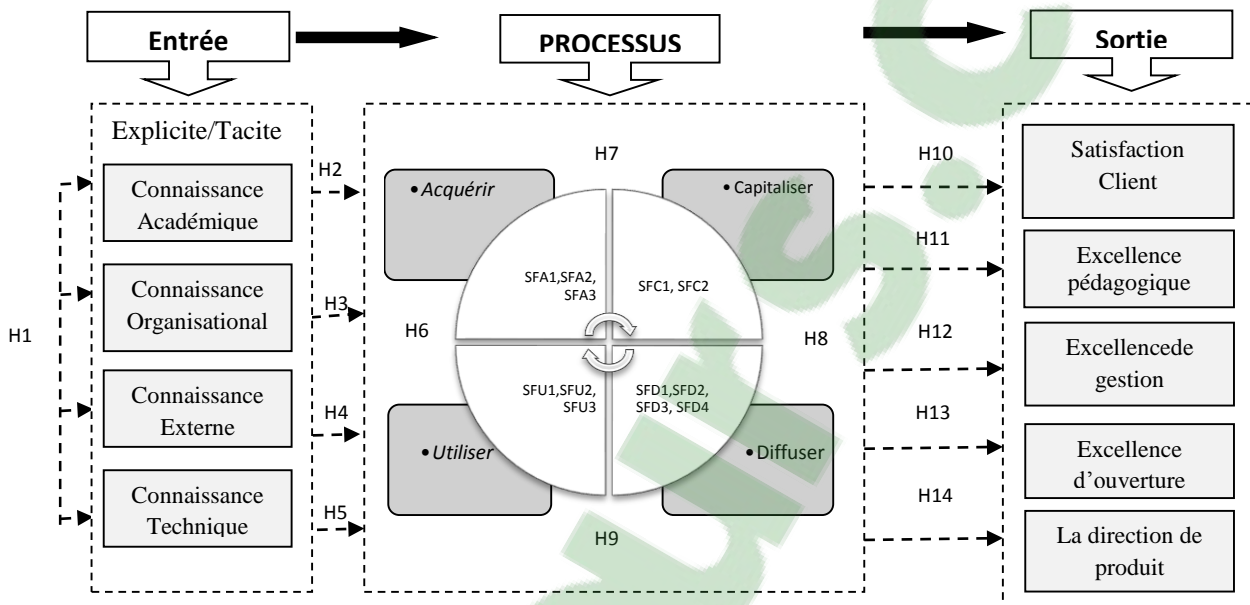 Entrée
PROCESSUS
Sortie
Explicite/Tacite
H1
Connaissance
Académique
Connaissance
Organisational
Connaissance
Externe
Connaissance
Technique
H2
H3
H4
H5
H7
• Acquérir
• Capitaliser
SFA1,SFA2,
SFA3
SFC1, SFC2
H6
H8
SFU1,SFU2,
SFU3
SFD1,SFD2,
SFD3, SFD4
• Utiliser
• Diffuser
H9
H10
H11
H12
H13
H14
Satisfaction
Client
Excellence
pédagogique
Excellencede
gestion
Excellence
d’ouverture
La direction de
produit